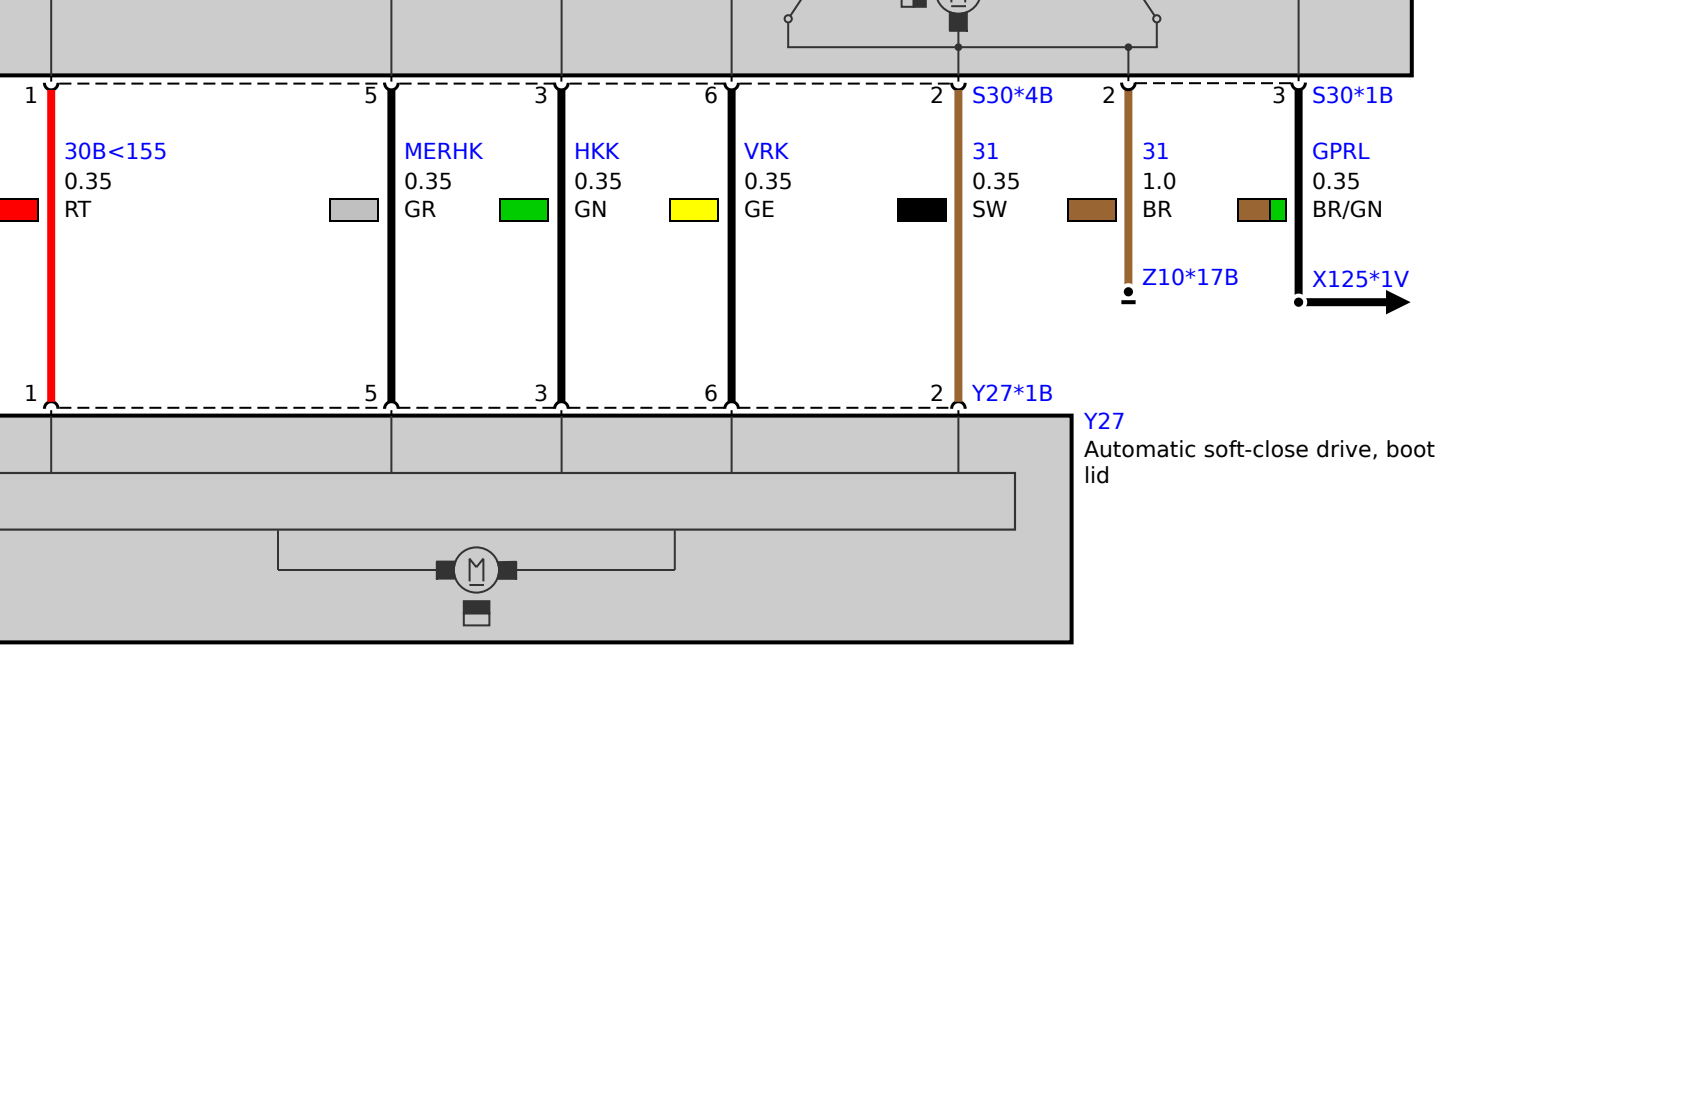 1 5 3 6 2 S30*4B 2 3 S30*1B
30B<155 MERHK HKK VRK 31 31 GPRL
0.35 0.35 0.35 0.35 0.35 1.0 0.35
RT GR GN GE SW BR BR/GN
Z10*17B X125*1V
1 5 3 6 2 Y27*1B
Y27
Automatic soft-close drive, boot
lid
M